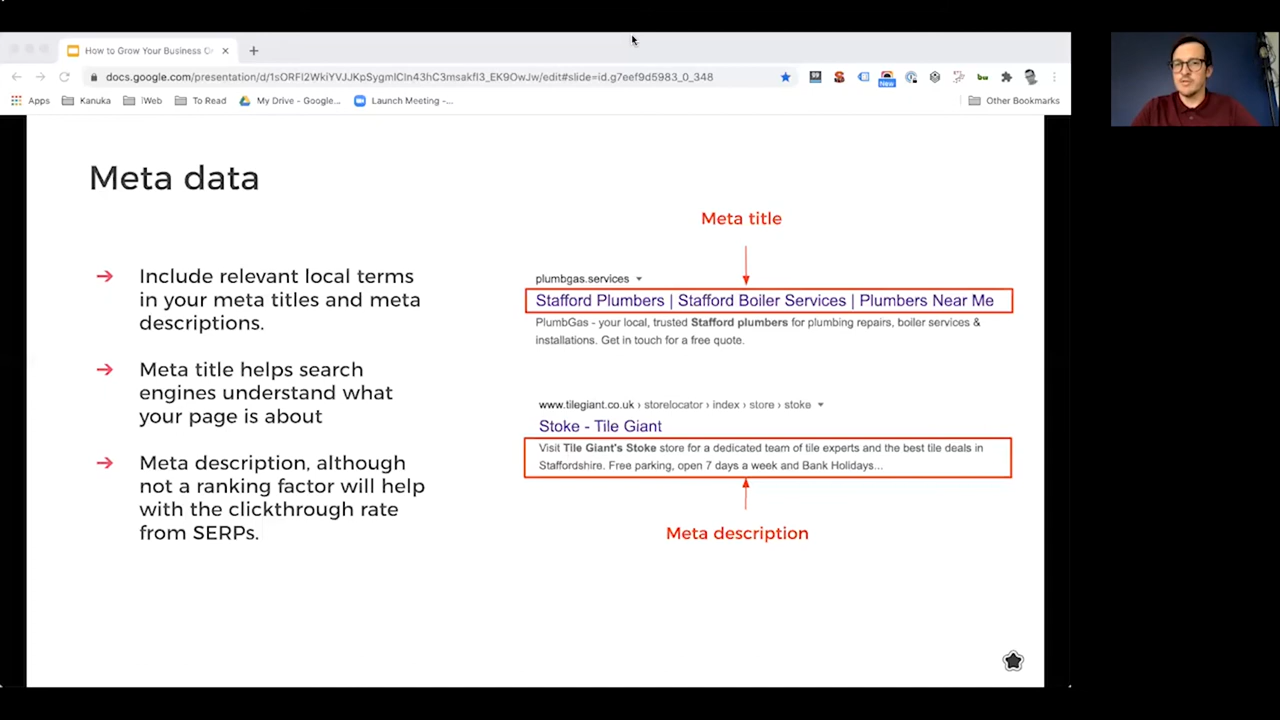 How to Grow Your Business O
docs.google.com/presentation/d/1sORFI2WkiYVJJKpSygmlCln43hC3msakfI3_EK9OwJw/edit#slide=id.g7eef9d5983_0_348
New
Apps
Kanuka
iWeb
To Read
My Drive - Google...
Launch Meeting -...
Other Bookmarks
Meta data
➔ Include relevant local terms
in your meta titles and meta
descriptions.
➔ Meta title helps search
engines understand what
your page is about
➔ Meta description, although
not a ranking factor will help
with the clickthrough rate
from SERPs.
Meta title
plumbgas.services
Stafford Plumbers | Stafford Boiler Services | Plumbers Near Me
PlumbGas - your local, trusted Stafford plumbers for plumbing repairs, boiler services &
installations. Get in touch for a free quote.
www.tilegiant.co.uk › storelocator › index › store › stoke
Stoke - Tile Giant
Visit Tile Giant's Stoke store for a dedicated team of tile experts and the best tile deals in
Staffordshire. Free parking, open 7 days a week and Bank Holidays...
Meta description